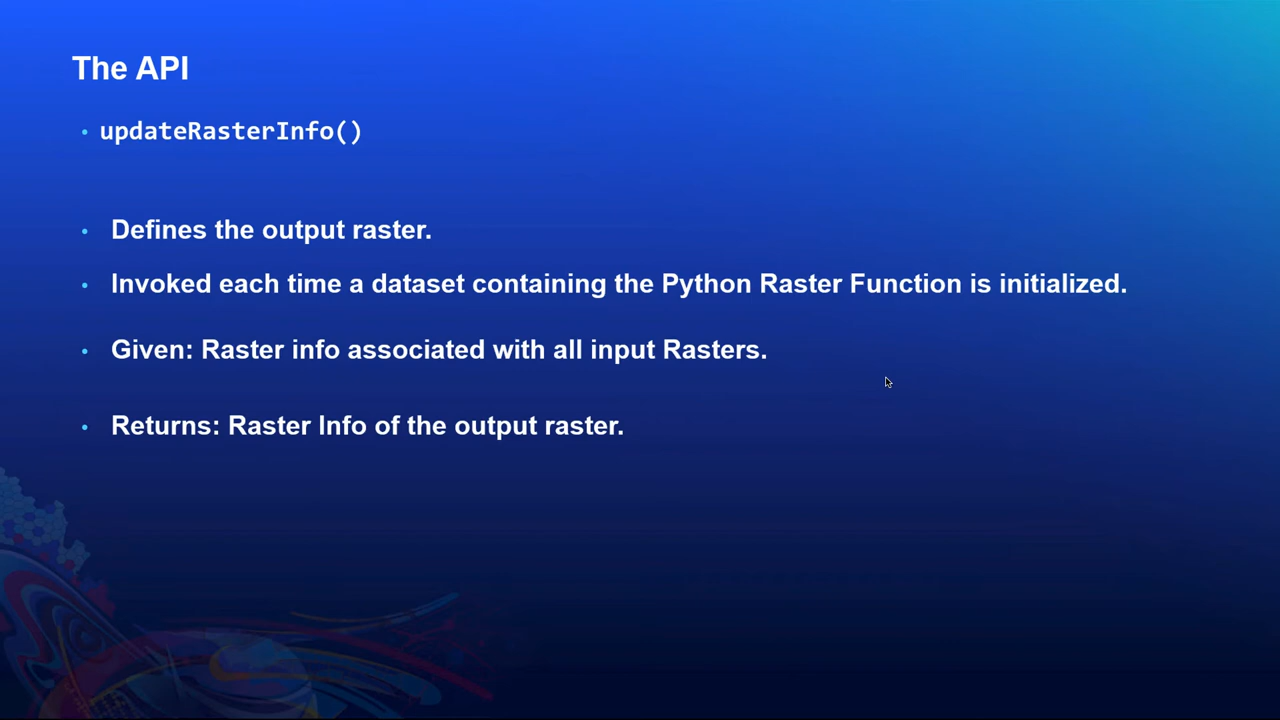 The API
• updateRasterInfo()
• Defines the output raster.
• Invoked each time a dataset containing the Python Raster Function is initialized.
• Given: Raster info associated with all input Rasters.
• Returns: Raster Info of the output raster.